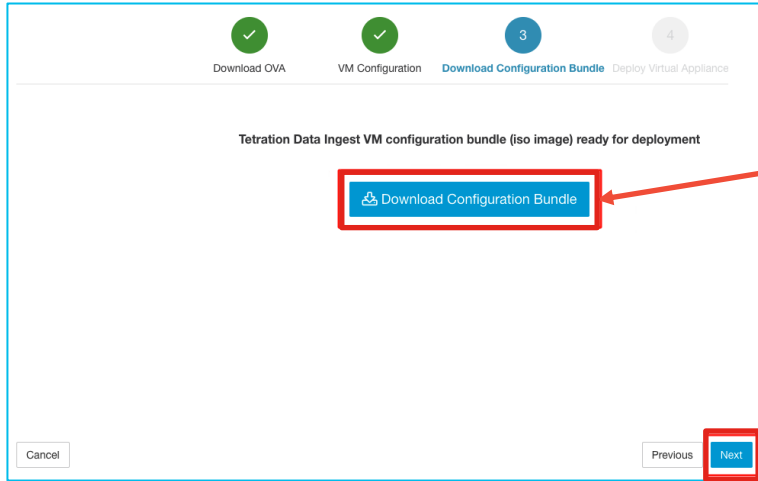 3
4
Download OVA
VM Configuration
Download Configuration Bundle
Deploy Virtual Appliance
Tetration Data Ingest VM configuration bundle (iso image) ready for deployment
Download Configuration Bundle
Cancel
Previous
Next